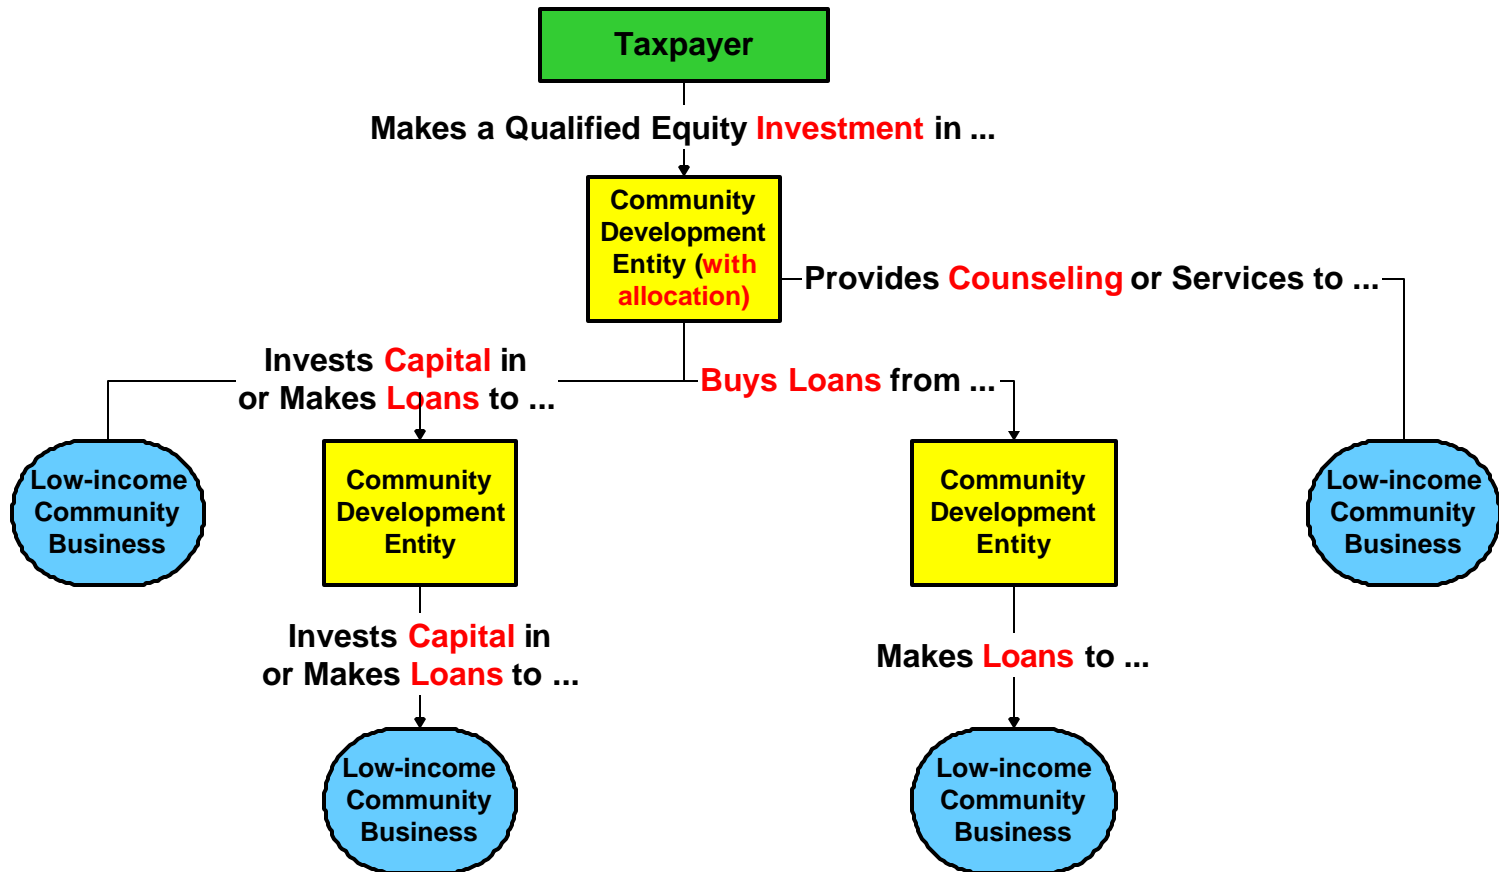 Taxpayer
Makes a Qualified Equity Investment in ...
Community
Development
Entity (with
allocation)
Provides Counseling or Services to ...
Invests Capital in
or Makes Loans to ...
Buys Loans from ...
Low-income
Community
Business
Community
Development
Entity
Community
Development
Entity
Low-income
Community
Business
Invests Capital in
or Makes Loans to ...
Makes Loans to ...
Low-income
Community
Business
Low-income
Community
Business